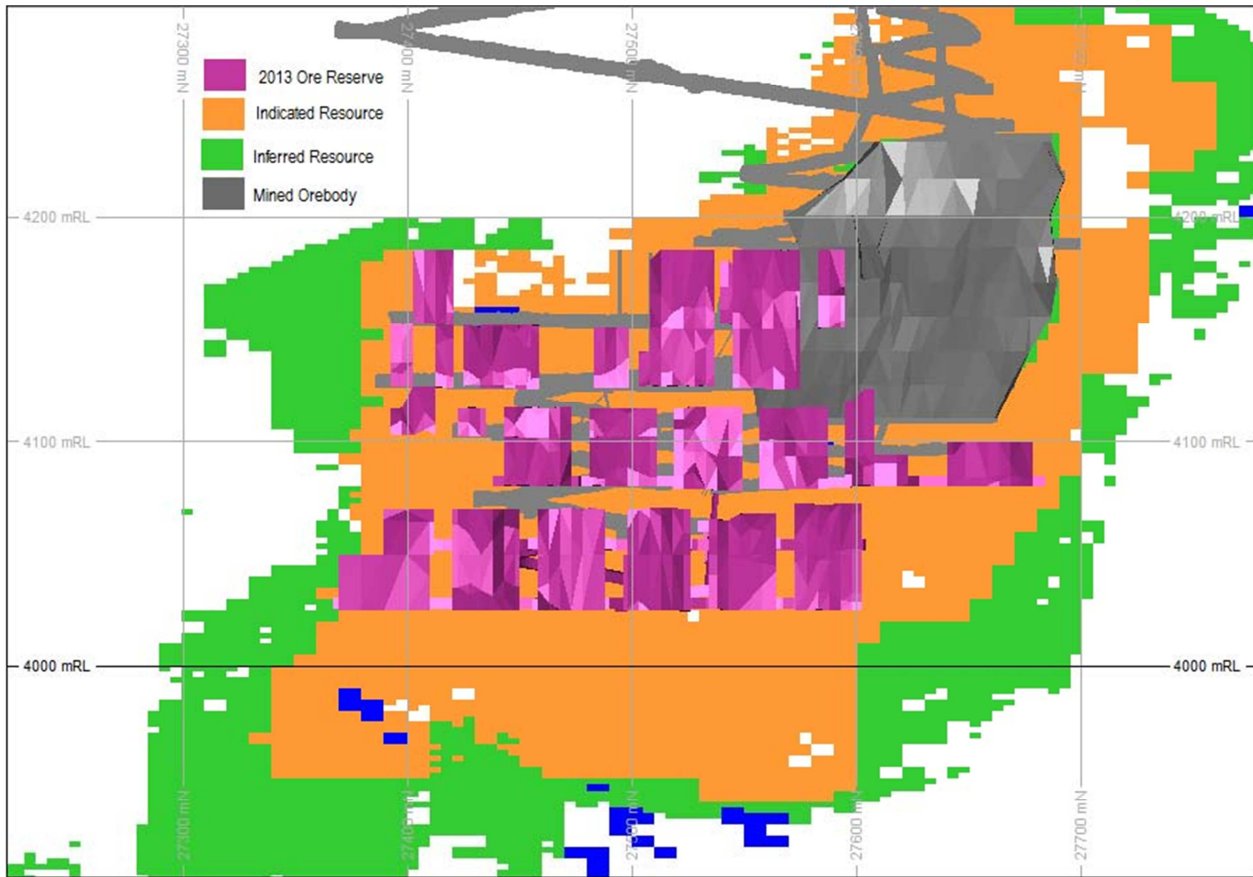 27300 mN
27400 mN
27500 mN
27700 mN
2013 Ore Reserve
Indicated Resource
Inferred Resource
Mined Orebody
4200 mRL
4200 mRL
4100 mRL
4100 mRL
4000 mRL
4000 mRL
27300 mN
27400 mN
27500 mN
27600 mN
27700 mN